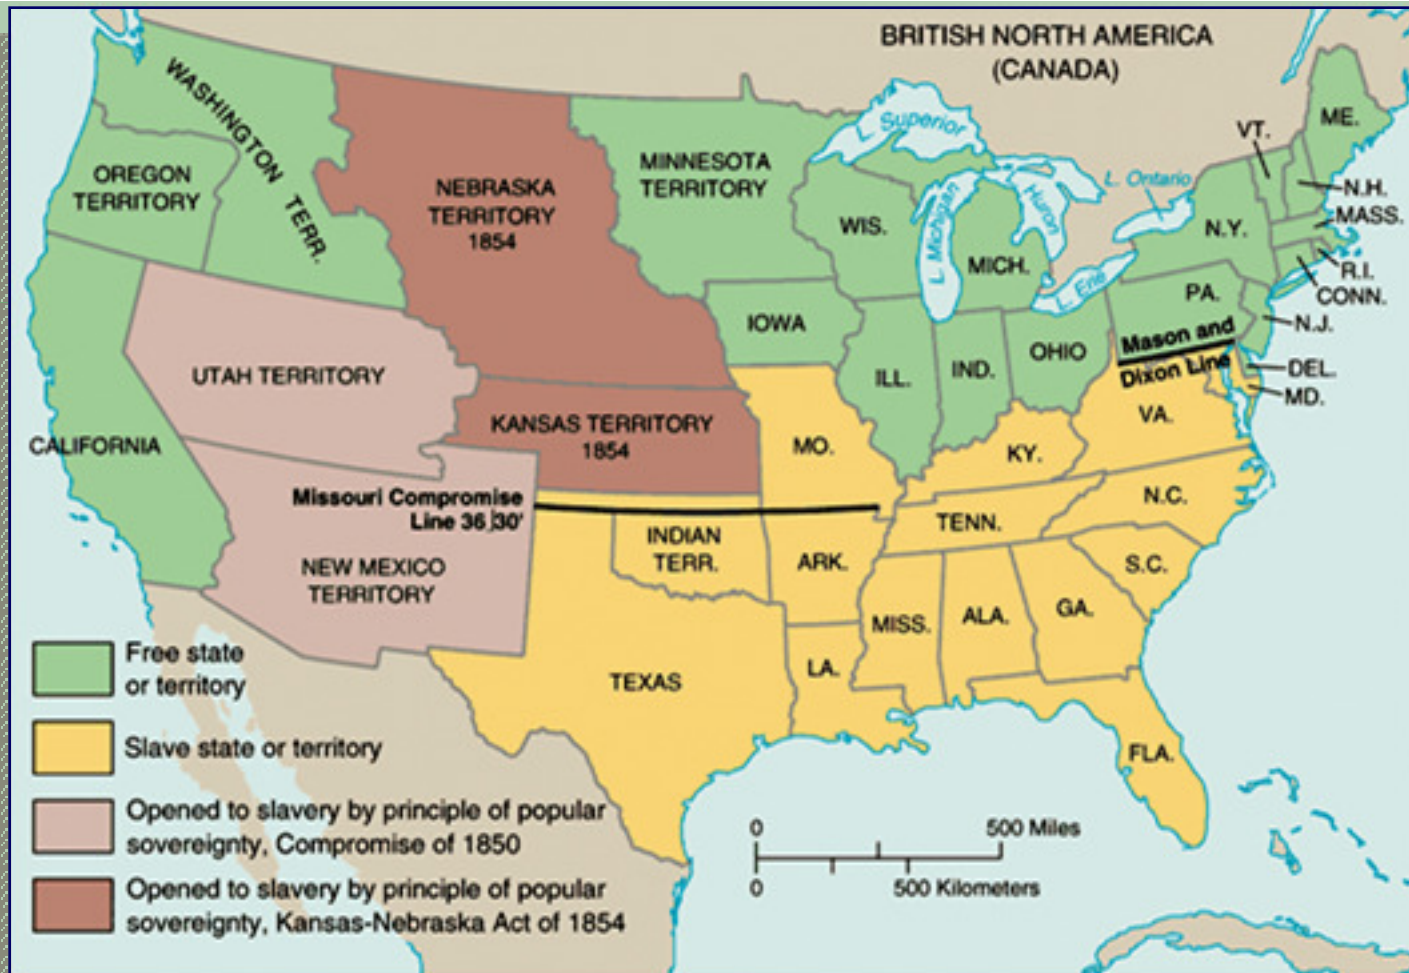 BRITISH NORTH AMERICA
(CANADA)
WASHINGTON TERR.
OREGON
TERRITORY
NEBRASKA
TERRITORY
1854
MINNESOTA
TERRITORY
L. Superior
L. Michigan
L. Huron
L. Ontario
L. Erie
VT.
ME.
N.H.
MASS.
N.Y.
R.I.
CONN.
WIS.
MICH.
PA.
N.J.
IOWA
OHIO
Mason and
Dixon Line
DEL.
MD.
ILL.
IND.
UTAH TERRITORY
KANSAS TERRITORY
1854
CALIFORNIA
MO.
KY.
VA.
Missouri Compromise
Line 36 30'
N.C.
TENN.
INDIAN
TERR.
ARK.
S.C.
NEW MEXICO
TERRITORY
MISS.
ALA.
GA.
TEXAS
LA.
FLA.
Free state
or territory
Slave state or territory
Opened to slavery by principle of popular
sovereignty, Compromise of 1850
Opened to slavery by principle of popular
sovereignty, Kansas-Nebraska Act of 1854
0 500 Miles
0 500 Kilometers